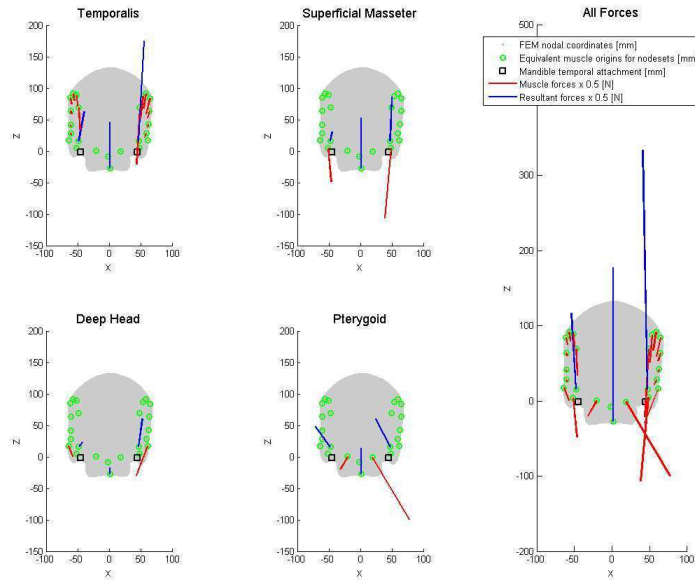 Temporalis
200
150
100
50
0
-50
-100
-150
-100 -50 0 50 100
X
Z
Superficial Masseter
200
150
100
50
0
-50
-100
-150
-100 -50 0 50 100
X
Z
All Forces
FEM nodal coordinates [mm]
Equivalent muscle origins for nodesets [mm]
Mandible temporal attachment [mm]
Muscle forces x 0.5 [N]
Resultant forces x 0.5 [N]
400
300
200
100
0
-100
-200
-100 -50 0 50 100
X
Z
Deep Head
200
150
100
50
0
-50
-100
-150
-100 -50 0 50 100
X
Z
Pterygoid
200
150
100
50
0
-50
-100
-150
-100 -50 0 50 100
X
Z